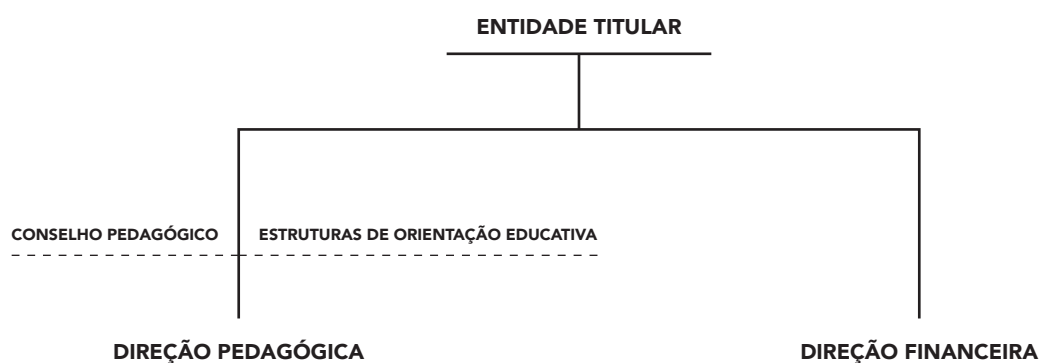 ENTIDADE TITULAR
CONSELHO PEDAGÓGICO
ESTRUTURAS DE ORIENTAÇÃO EDUCATIVA
DIREÇÃO PEDAGÓGICA
DIREÇÃO FINANCEIRA